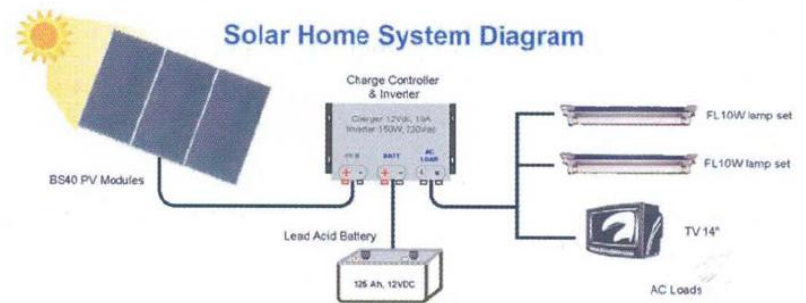 Solar Home System Diagram
Charge Controller
& Inverter
Charger 12Vdc, 10A
Inverter 150W, 220Vac
PV
BATT
AC
LOAD
+ -
+ -
L N
BS40 PV Modules
Lead Acid Battery
125 Ah, 12VDC
FL10W lamp set
FL10W lamp set
TV 14"
AC Loads